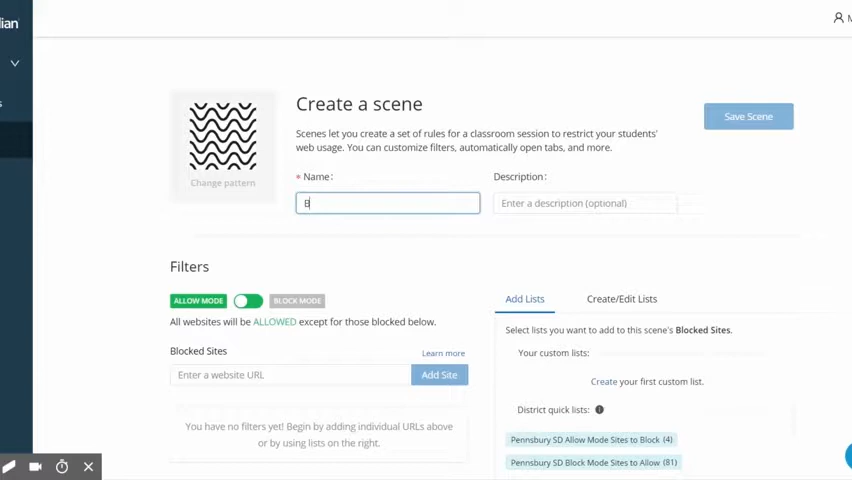 ian
M
Create a scene
Save Scene
Scenes let you create a set of rules for a classroom session to restrict your students'
web usage. You can customize filters, automatically open tabs, and more.
Change pattern
* Name:
Description:
B
Enter a description (optional)
Filters
ALLOW MODE
BLOCK MODE
Add Lists
Create/Edit Lists
All websites will be ALLOWED except for those blocked below.
Select lists you want to add to this scene's Blocked Sites.
Blocked Sites
Learn more
Your custom lists:
Enter a website URL
Add Site
Create your first custom list.
District quick lists:
You have no filters yet! Begin by adding individual URLs above
or by using lists on the right.
Pennsbury SD Allow Mode Sites to Block (4)
Pennsbury SD Block Mode Sites to Allow (81)